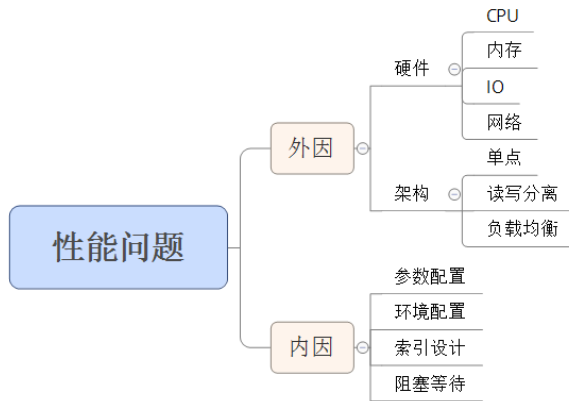 性能问题
外因
硬件
CPU
内存
IO
网络
架构
单点
读写分离
负载均衡
内因
参数配置
环境配置
索引设计
阻塞等待